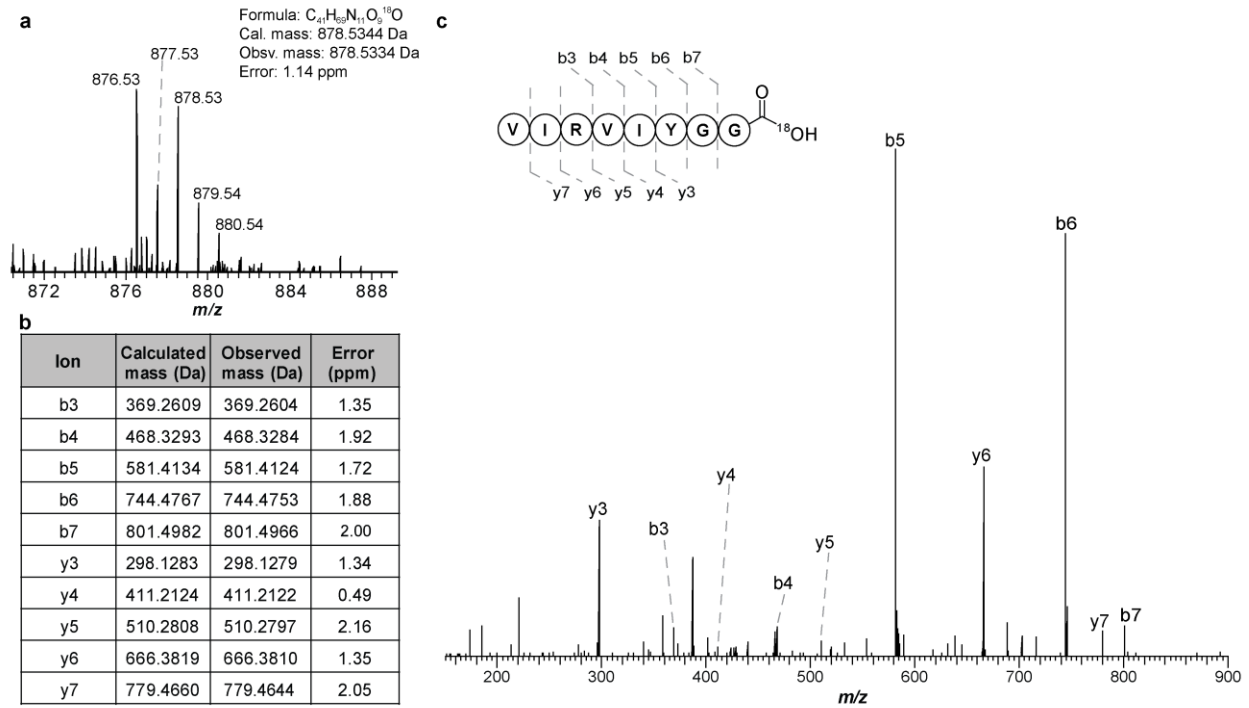 a
Formula: C41H69N11O9 18O
Cal. mass: 878.5344 Da
Obsv. mass: 878.5334 Da
Error: 1.14 ppm
877.53
876.53
878.53
879.54
880.54
872 876 880 884 888
m/z
b
Ion Calculated mass (Da) Observed mass (Da) Error (ppm)
b3 369.2609 369.2604 1.35
b4 468.3293 468.3284 1.92
b5 581.4134 581.4124 1.72
b6 744.4767 744.4753 1.88
b7 801.4982 801.4966 2.00
y3 298.1283 298.1279 1.34
y4 411.2124 411.2122 0.49
y5 510.2808 510.2797 2.16
y6 666.3819 666.3810 1.35
y7 779.4660 779.4644 2.05
c
b3 b4 b5 b6 b7
O
V I R V I Y G G 18OH
y7 y6 y5 y4 y3
b5
b6
y6
y4
y3
b3
y5
b4
y7
b7
200 300 400 500 600 700 800 900
m/z